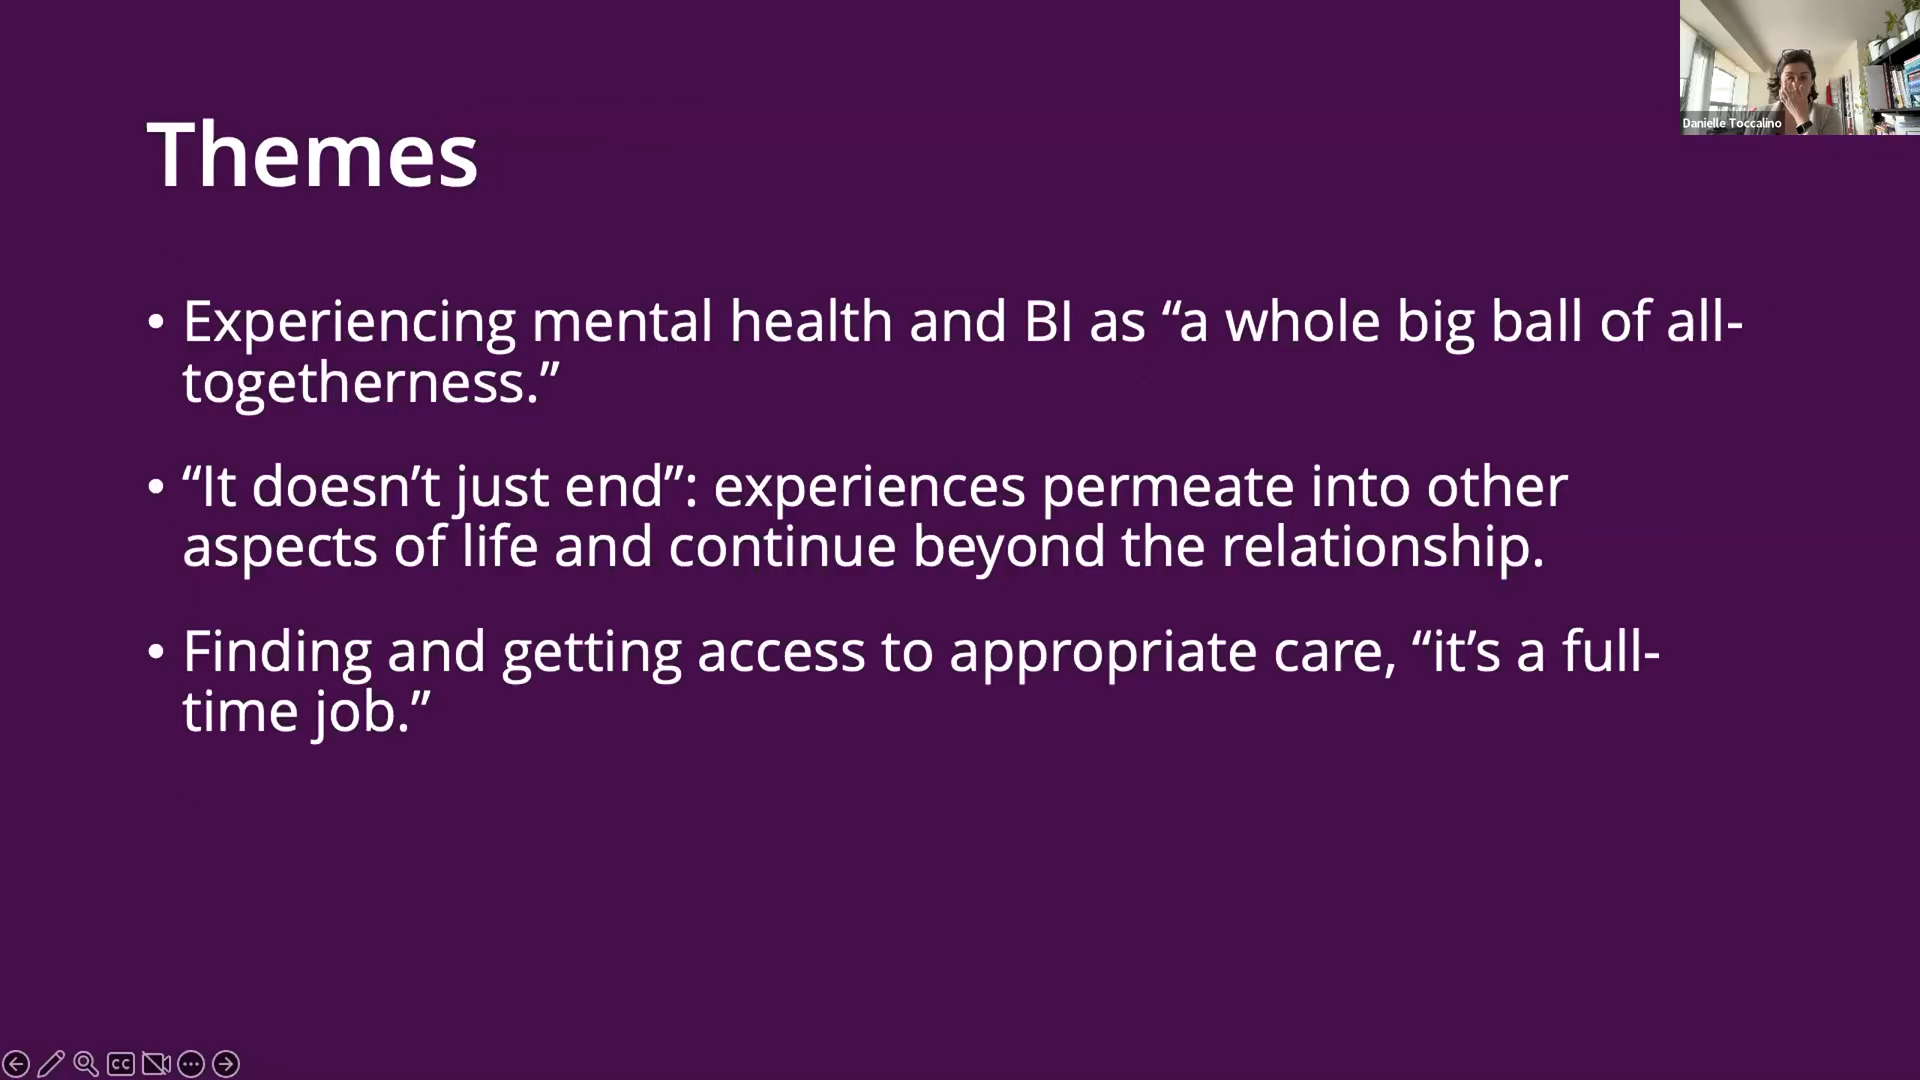 Danielle Toccalino
Themes
• Experiencing mental health and BI as “a whole big ball of all-
togetherness.”
• “It doesn’t just end”: experiences permeate into other
aspects of life and continue beyond the relationship.
• Finding and getting access to appropriate care, “it’s a full-
time job.”
CC